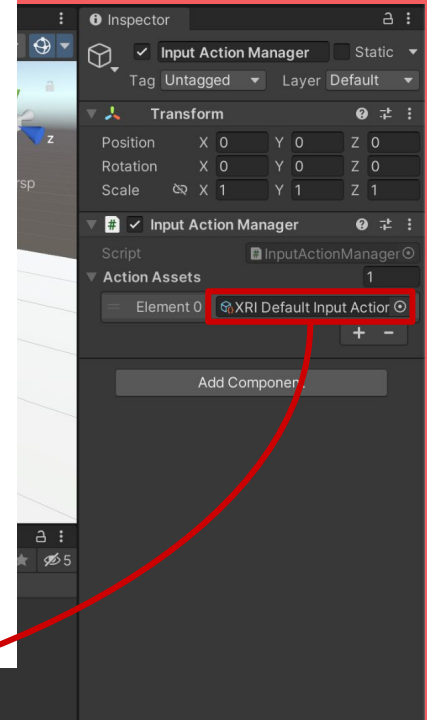 Inspector
Input Action Manager Static
Tag Untagged Layer Default
Transform
Position X 0 Y 0 Z 0
Rotation X 0 Y 0 Z 0
Scale X 1 Y 1 Z 1
Input Action Manager
Script InputActionManager
Action Assets 1
Element 0 XRI Default Input Action
+ -
Add Component
z
rsp
5